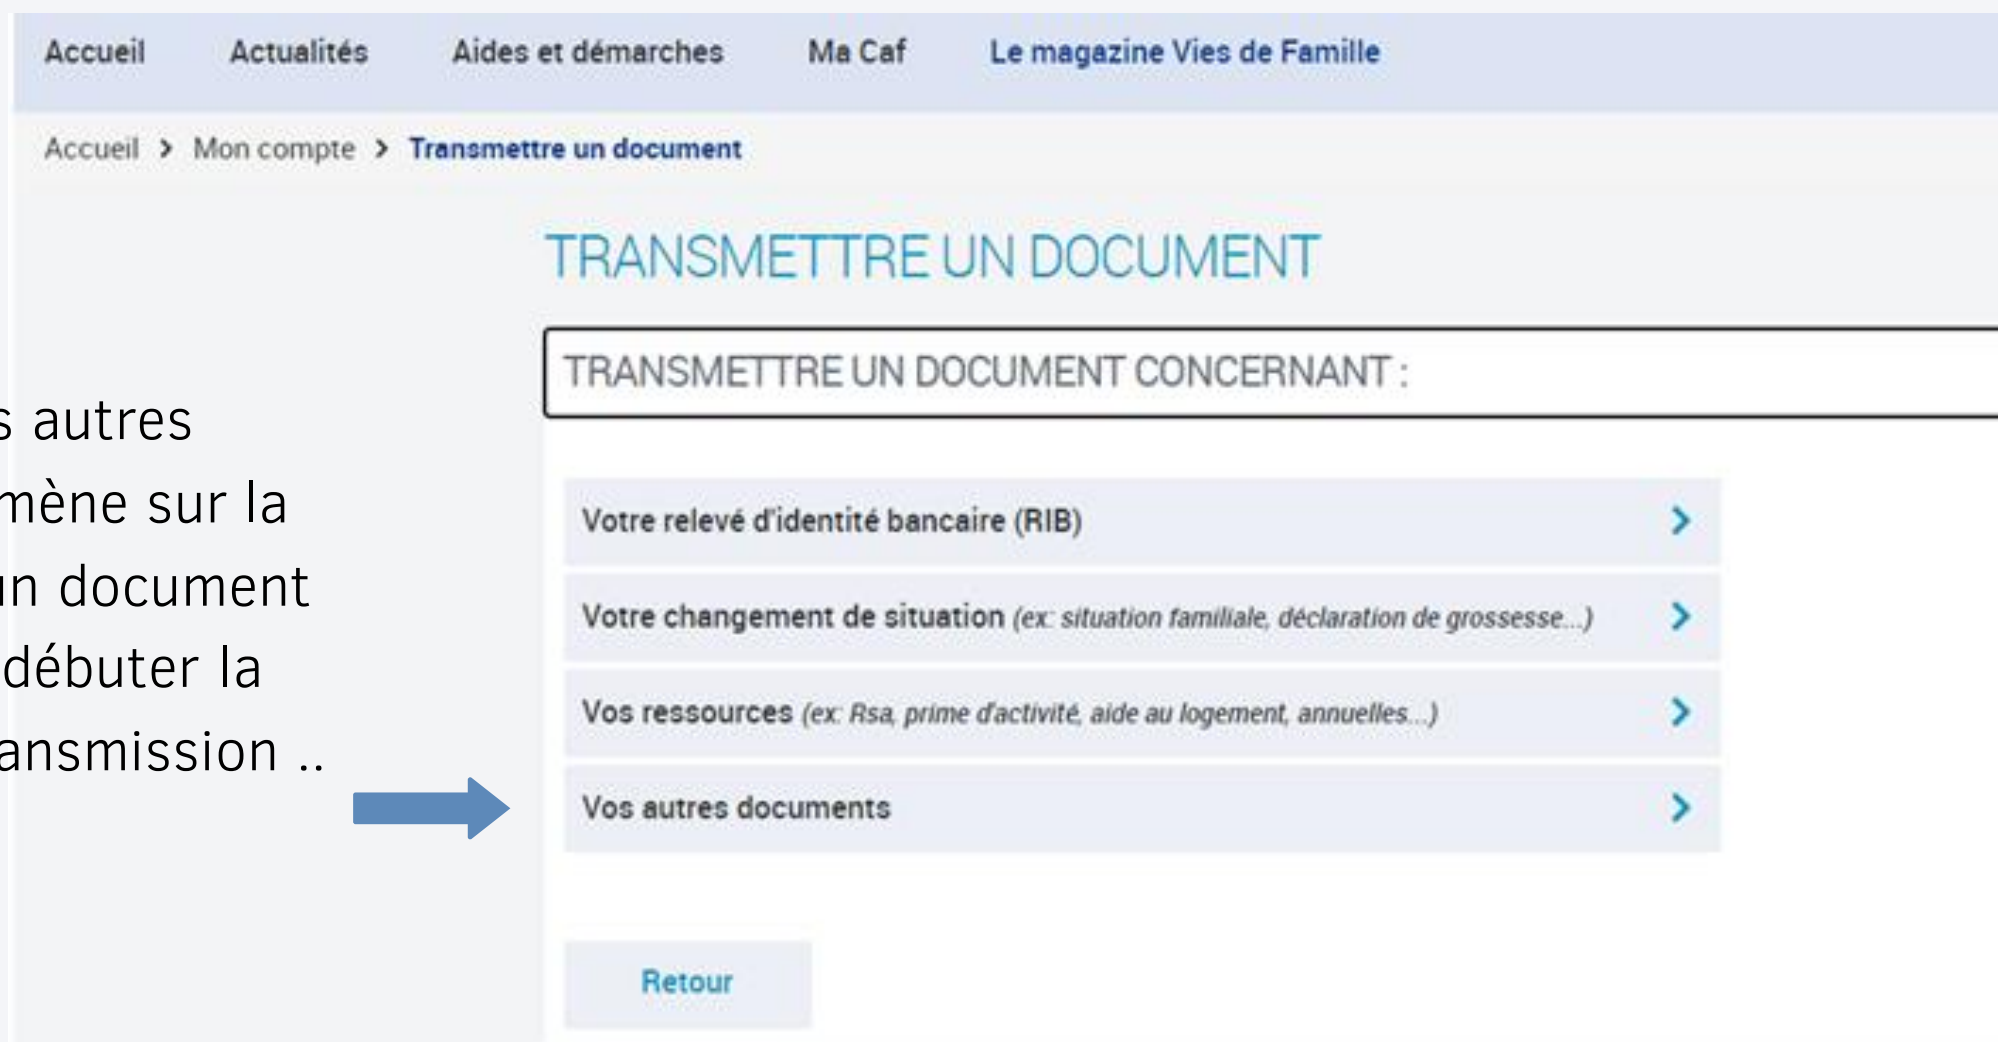 Accueil Actualités Aides et démarches Ma Caf Le magazine Vies de Famille
Accueil > Mon compte > Transmettre un document
TRANSMETTRE UN DOCUMENT
TRANSMETTRE UN DOCUMENT CONCERNANT :
s autres
mène sur la
un document
débuter la
ansmission ..
Votre relevé d'identité bancaire (RIB)
Votre changement de situation (ex: situation familiale, déclaration de grossesse...)
Vos ressources (ex: Rsa, prime d'activité, aide au logement, annuelles...)
Vos autres documents
Retour